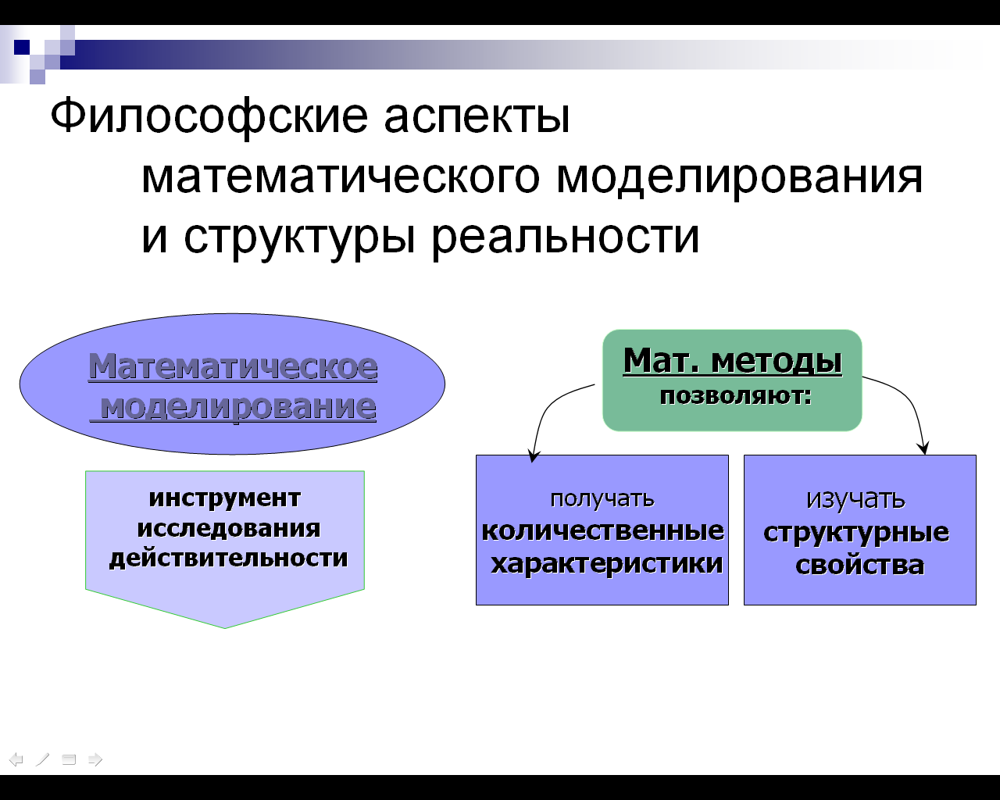 Философские аспекты
математического моделирования
и структуры реальности
Математическое
моделирование
инструмент
исследования
действительности
Мат. методы
позволяют:
получать
количественные
характеристики
изучать
структурные
свойства